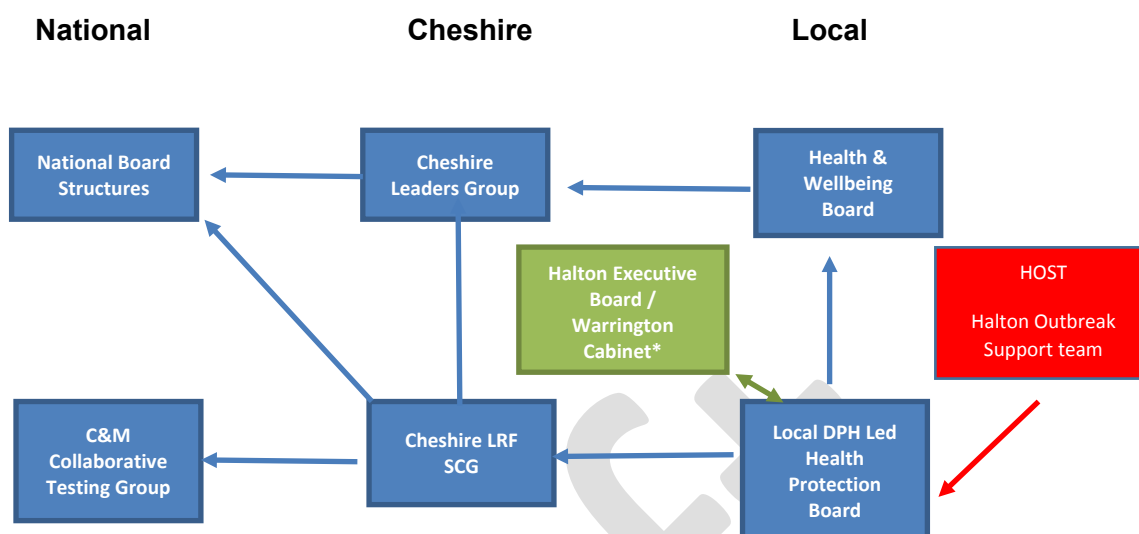 National
Cheshire
Local
National Board
Structures
Cheshire
Leaders Group
Health &
Wellbeing
Board
Halton Executive
Board /
Warrington
Cabinet*
HOST
Halton Outbreak
Support team
C&M
Collaborative
Testing Group
Cheshire LRF
SCG
Local DPH Led
Health
Protection
Board